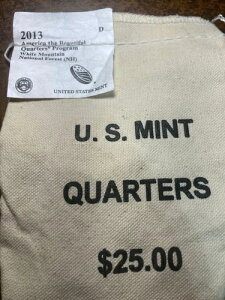 2013 D
America the Beautiful
Quarters® Program
White Mountain
National Forest (NH)
UNITED STATES MINT
U. S. MINT
QUARTERS
$25.00